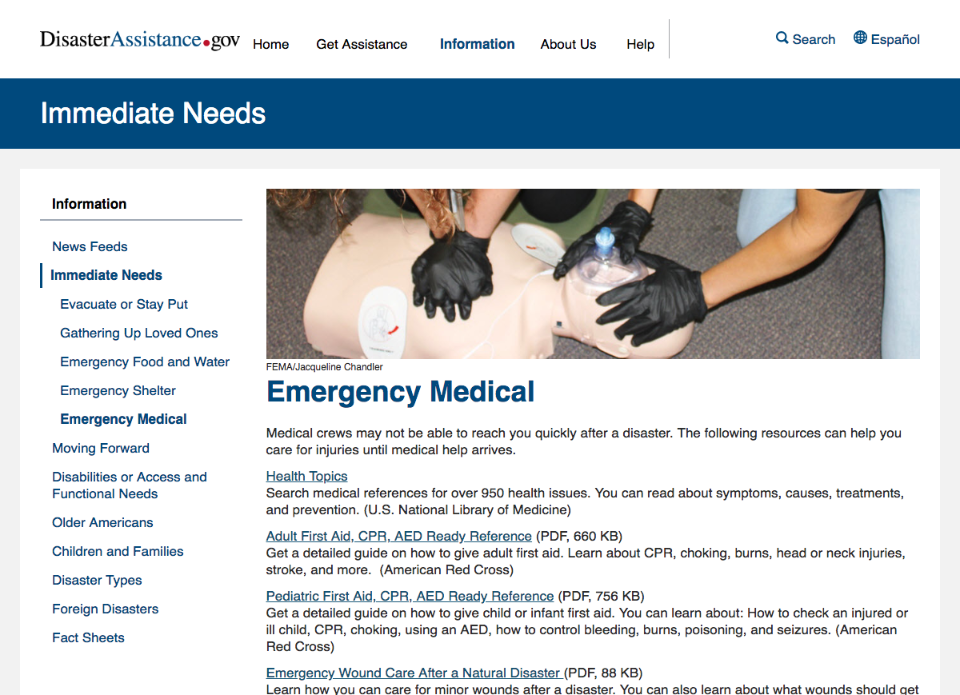 DisasterAssistance.gov
Home
Get Assistance
Information
About Us
Help
Search
Español
Immediate Needs
Information
News Feeds
Immediate Needs
Evacuate or Stay Put
Gathering Up Loved Ones
Emergency Food and Water
Emergency Shelter
Emergency Medical
Moving Forward
Disabilities or Access and
Functional Needs
Older Americans
Children and Families
Disaster Types
Foreign Disasters
Fact Sheets
FEMA/Jacqueline Chandler
Emergency Medical
Medical crews may not be able to reach you quickly after a disaster. The following resources can help you
care for injuries until medical help arrives.
Health Topics
Search medical references for over 950 health issues. You can read about symptoms, causes, treatments,
and prevention. (U.S. National Library of Medicine)
Adult First Aid, CPR, AED Ready Reference (PDF, 660 KB)
Get a detailed guide on how to give adult first aid. Learn about CPR, choking, burns, head or neck injuries,
stroke, and more. (American Red Cross)
Pediatric First Aid, CPR, AED Ready Reference (PDF, 756 KB)
Get a detailed guide on how to give child or infant first aid. You can learn about: How to check an injured or
ill child, CPR, choking, using an AED, how to control bleeding, burns, poisoning, and seizures. (American
Red Cross)
Emergency Wound Care After a Natural Disaster (PDF, 88 KB)
Learn how you can care for minor wounds after a disaster. You can also learn about what wounds should get